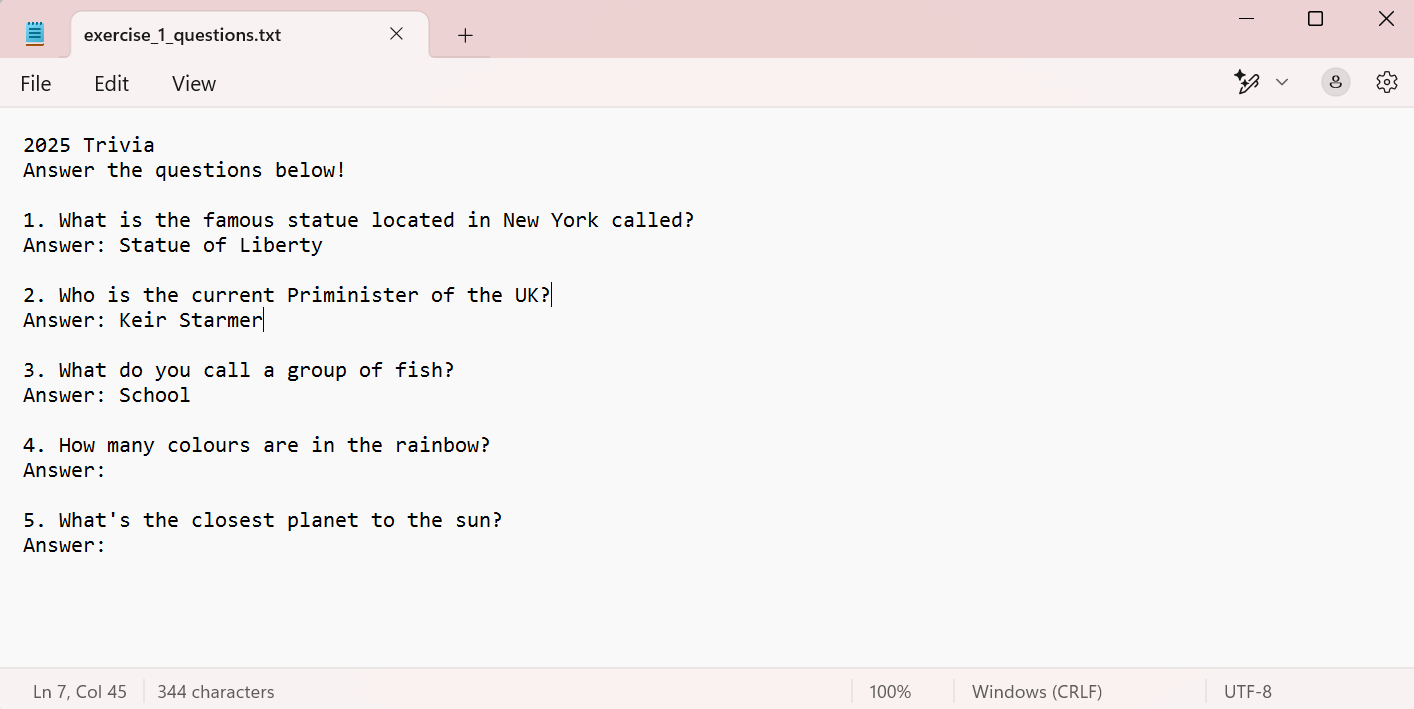 exercise_1_questions.txt
File Edit View
2025 Trivia
Answer the questions below!
1. What is the famous statue located in New York called?
Answer: Statue of Liberty
2. Who is the current Priminister of the UK?
Answer: Keir Starmer
3. What do you call a group of fish?
Answer: School
4. How many colours are in the rainbow?
Answer:
5. What's the closest planet to the sun?
Answer:
Ln 7, Col 45 344 characters 100% Windows (CRLF) UTF-8